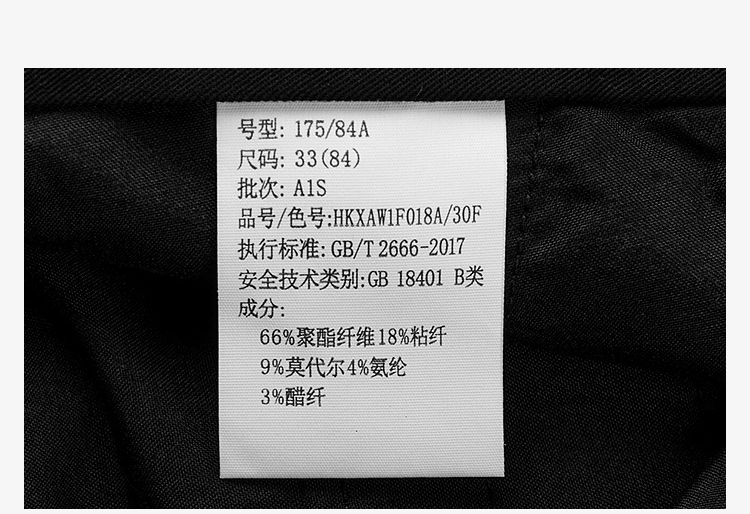 号型: 175/84A
尺码: 33(84)
批次: A1S
品号/色号:HKXAW1F018A/30F
执行标准: GB/T 2666-2017
安全技术类别:GB 18401 B类
成分:
66%聚酯纤维18%粘纤
9%莫代尔4%氨纶
3%醋纤